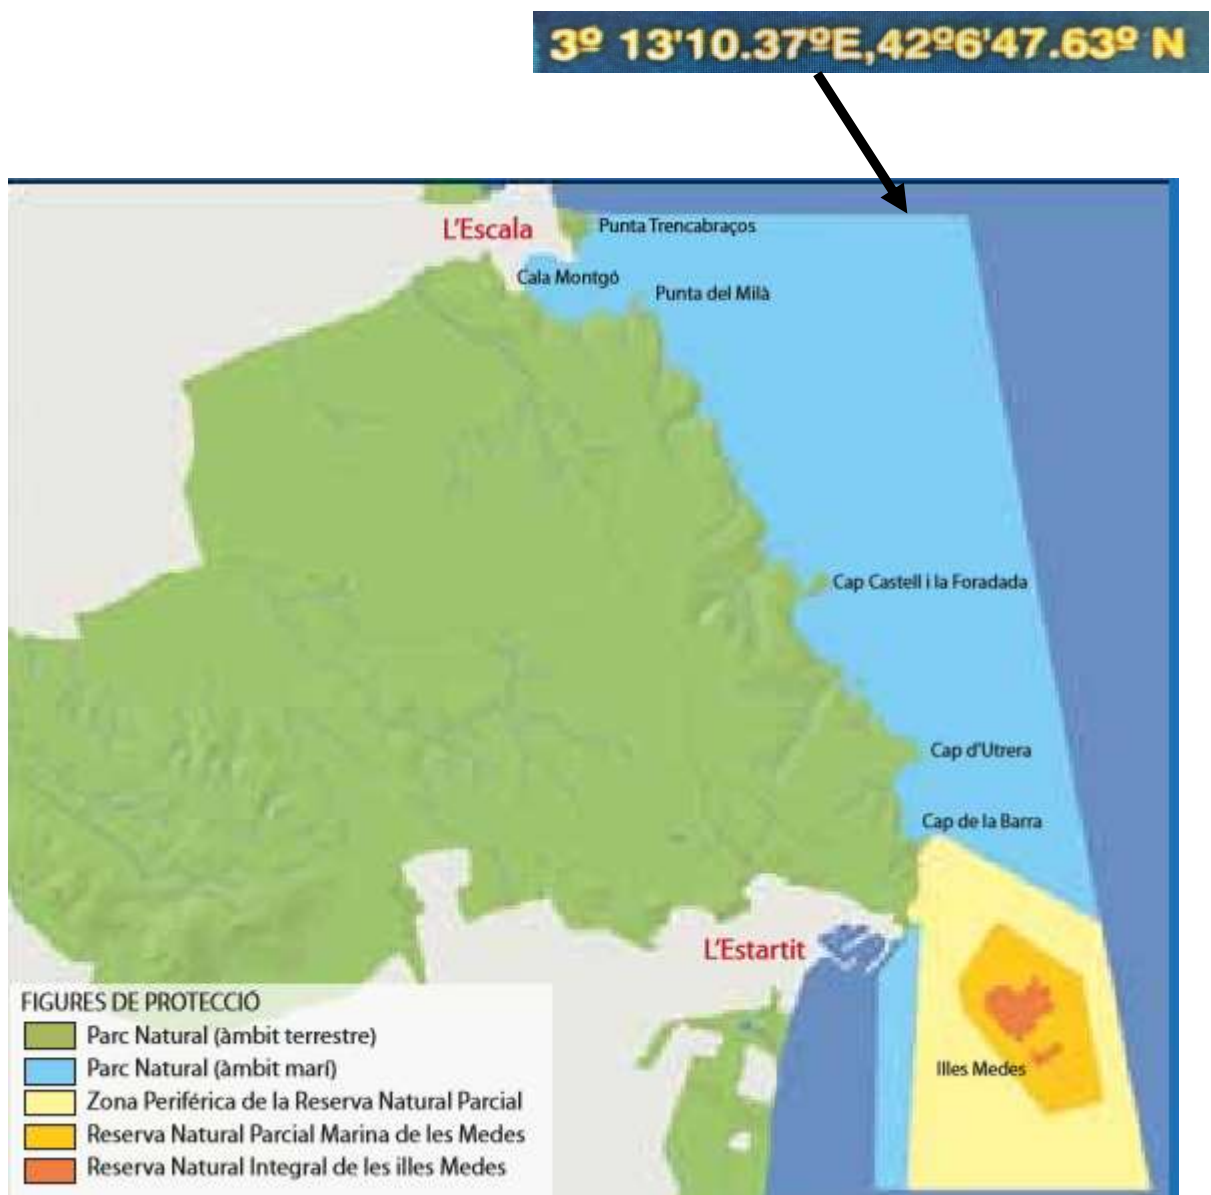 3º 13'10.37ºE,42º6'47.63º N
L'Escala
Punta Trencabraços
Cala Montgó
Punta del Milà
Cap Castell i la Foradada
Cap d'Utrera
Cap de la Barra
L'Estartit
Illes Medes
FIGURES DE PROTECCIÓ
Parc Natural (àmbit terrestre)
Parc Natural (àmbit marí)
Zona Periférica de la Reserva Natural Parcial
Reserva Natural Parcial Marina de les Medes
Reserva Natural Integral de les illes Medes